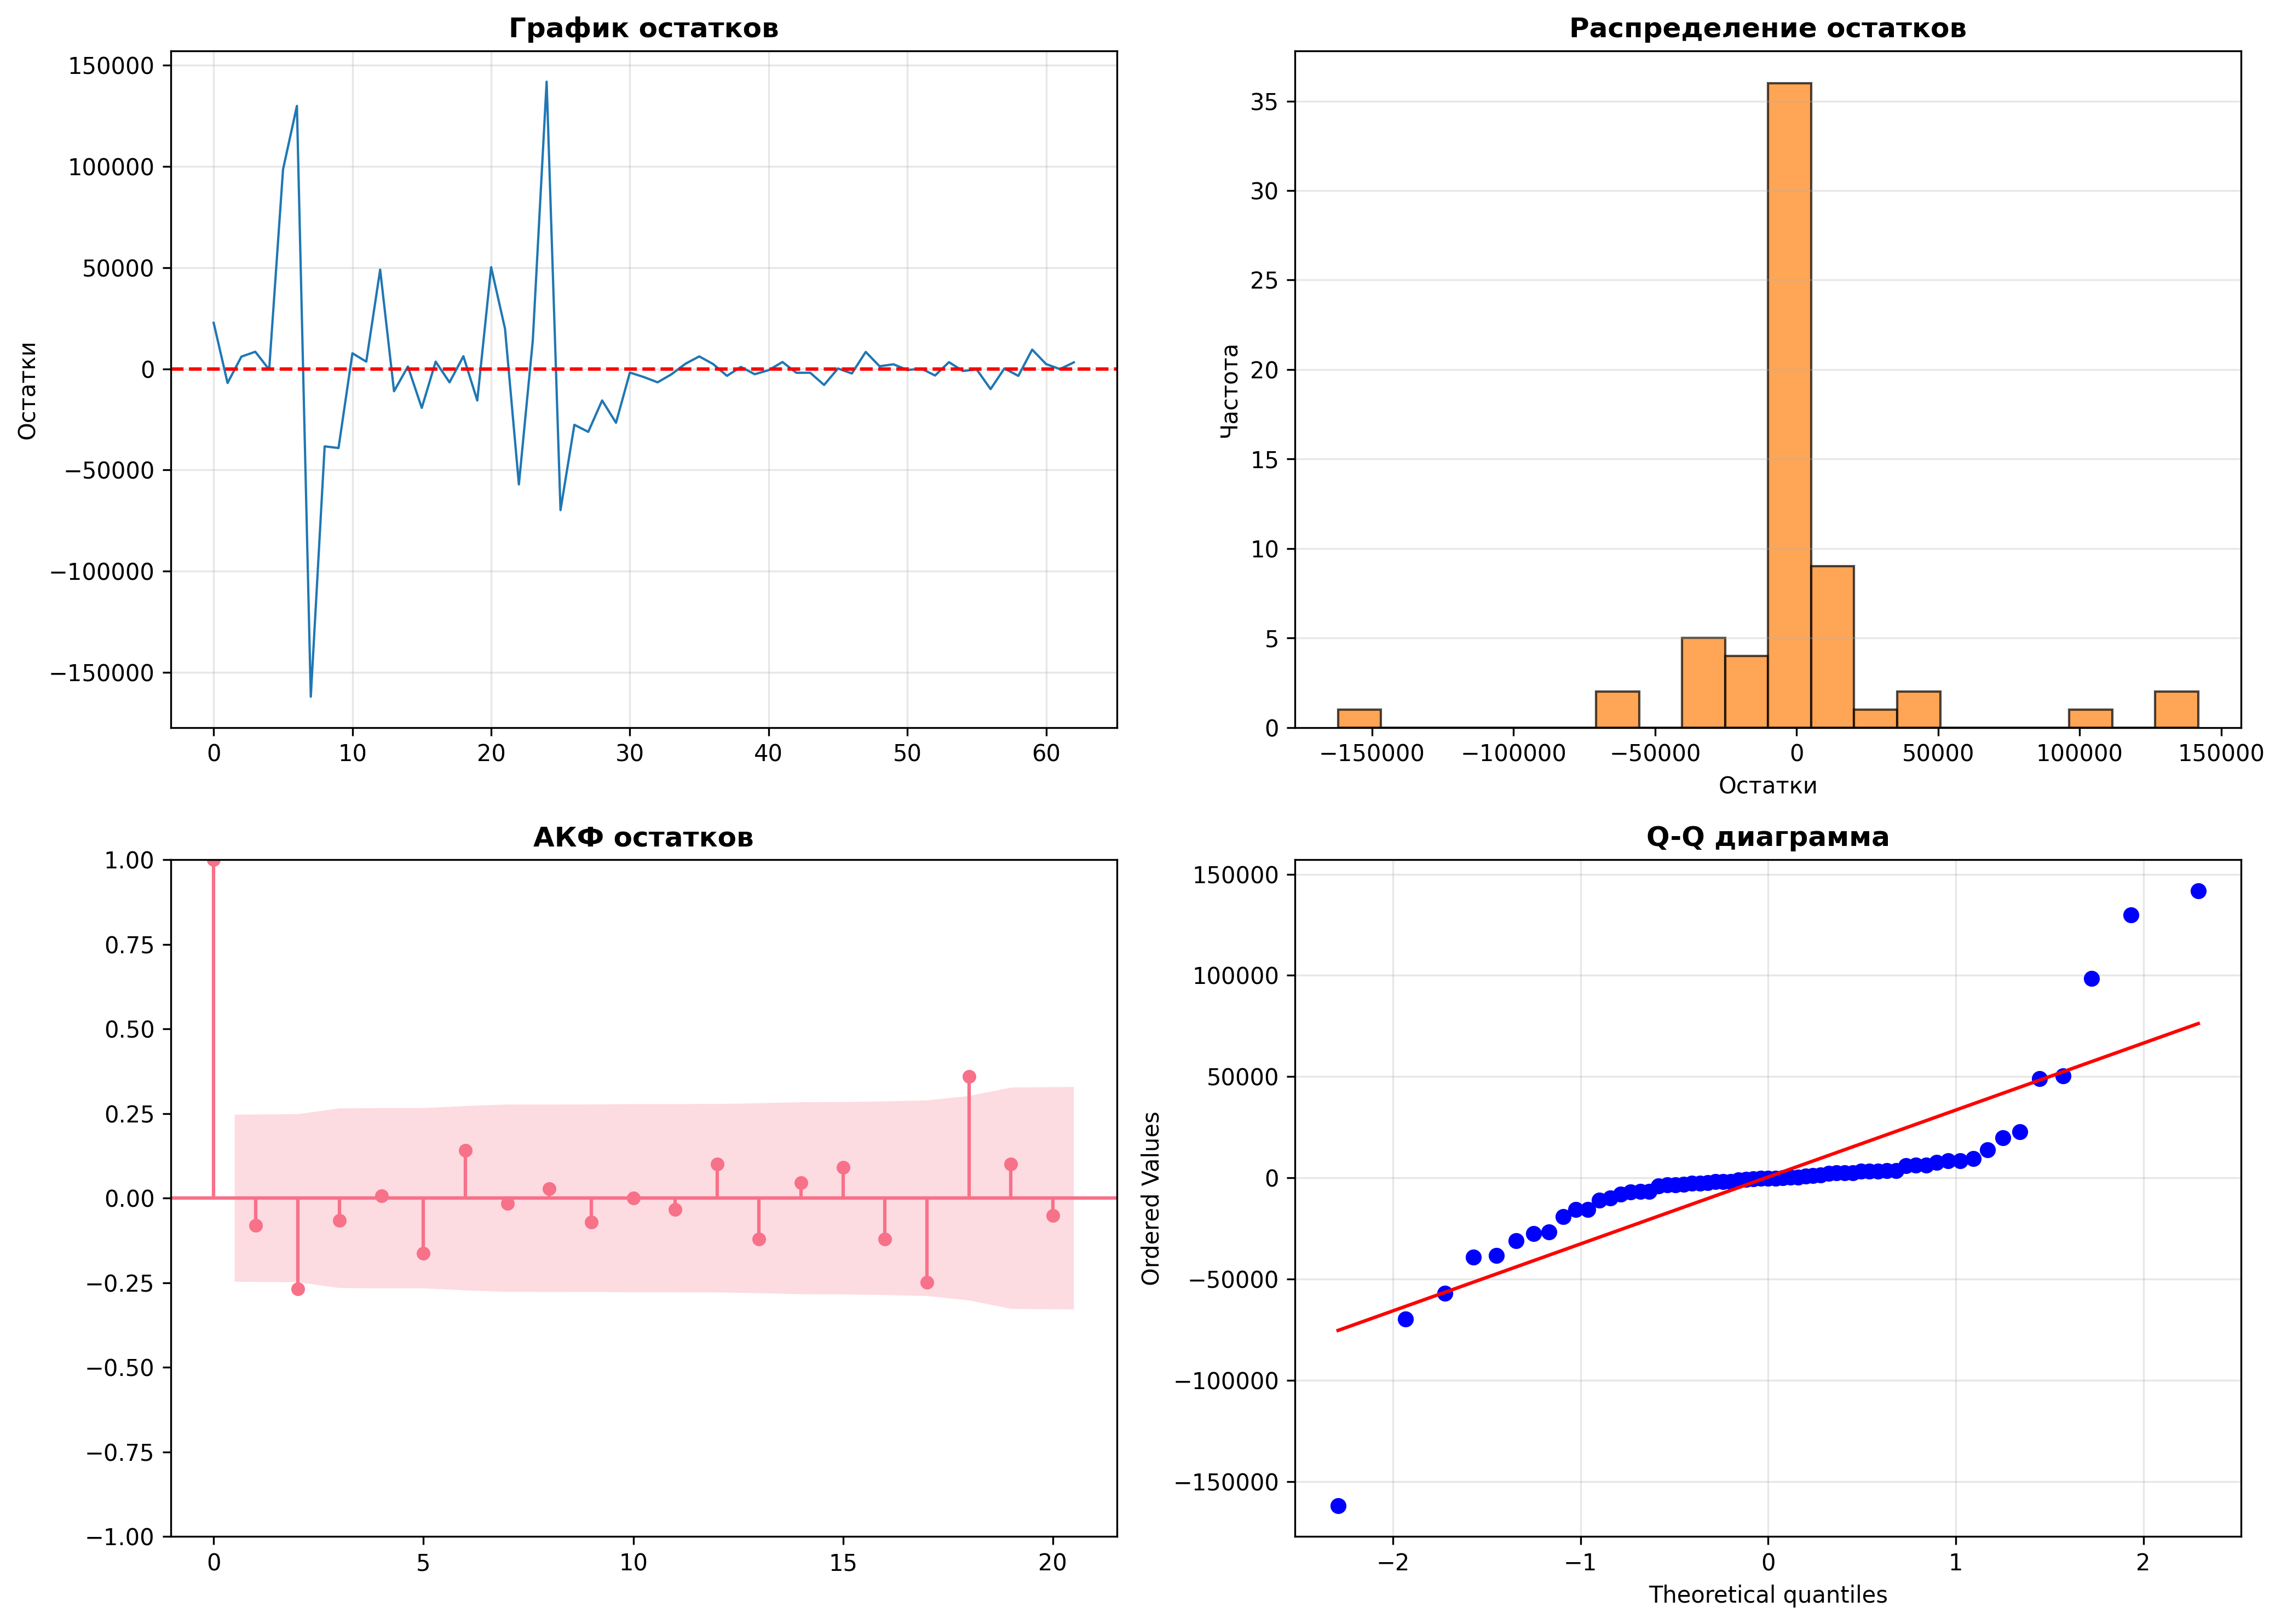 График остатков
150000
100000
50000
0
−50000
−100000
−150000
Остатки
0 10 20 30 40 50 60
Распределение остатков
35
30
25
20
15
10
5
0
Частота
−150000 −100000 −50000 0 50000 100000 150000
Остатки
АКФ остатков
1.00
0.75
0.50
0.25
0.00
−0.25
−0.50
−0.75
−1.00
0 5 10 15 20
Q-Q диаграмма
150000
100000
50000
0
−50000
−100000
−150000
Ordered Values
−2 −1 0 1 2
Theoretical quantiles